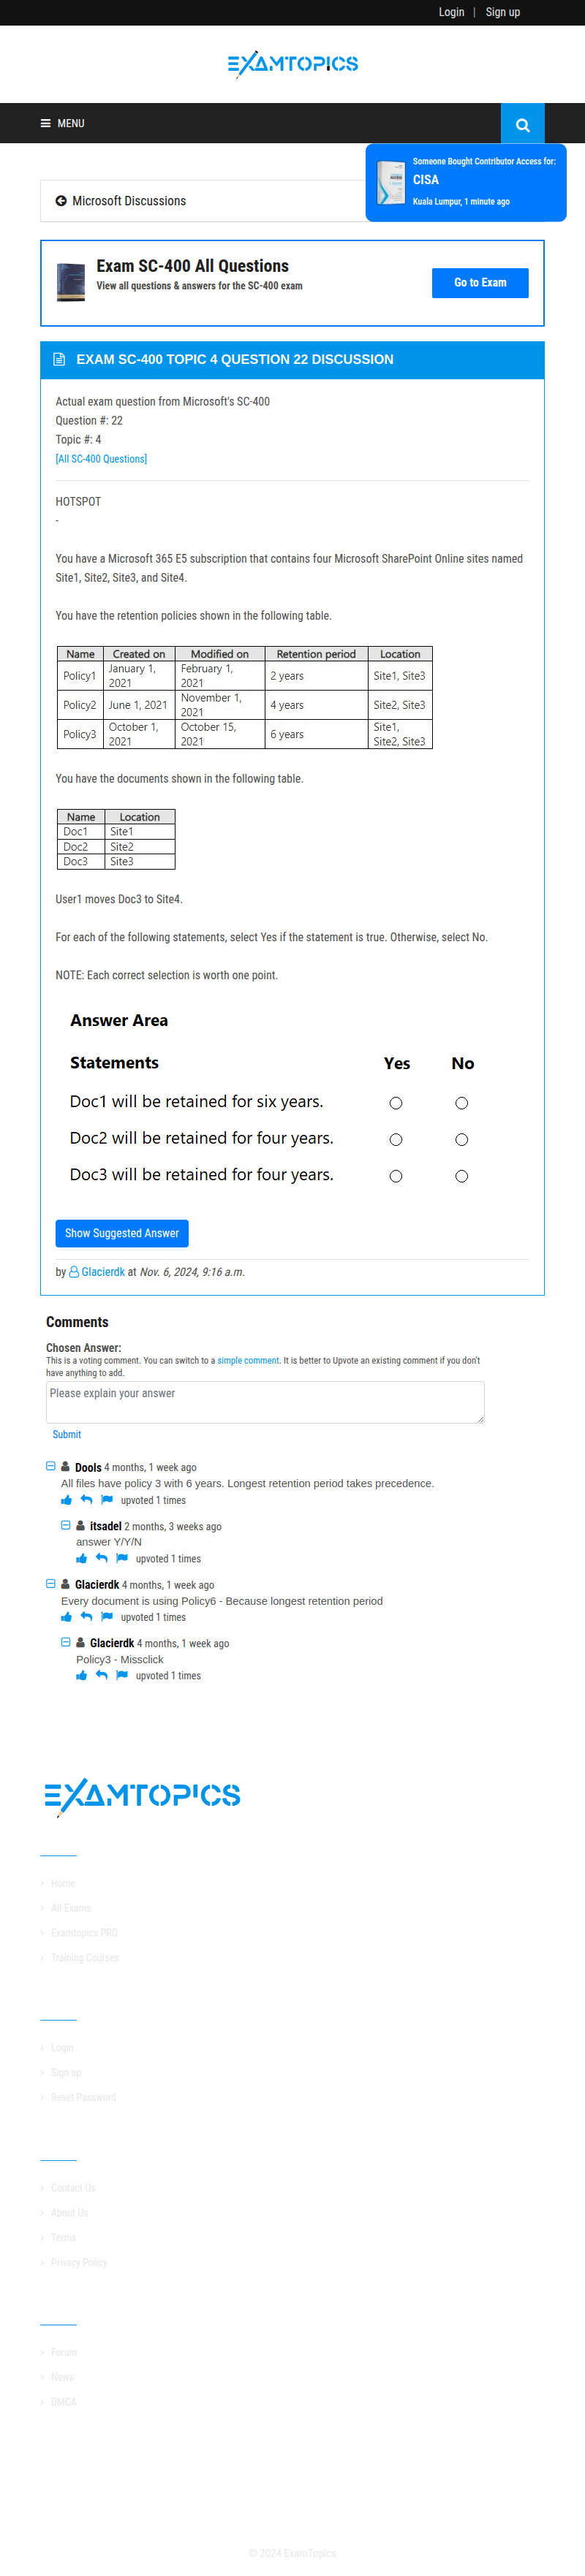 Login | Sign up
EXAMTOPICS
MENU
Someone Bought Contributor Access for:
CISA
Kuala Lumpur, 1 minute ago
Microsoft Discussions
Exam SC-400 All Questions
View all questions & answers for the SC-400 exam
Go to Exam
EXAM SC-400 TOPIC 4 QUESTION 22 DISCUSSION
Actual exam question from Microsoft's SC-400
Question #: 22
Topic #: 4
[All SC-400 Questions]
HOTSPOT
-
You have a Microsoft 365 E5 subscription that contains four Microsoft SharePoint Online sites named
Site1, Site2, Site3, and Site4.
You have the retention policies shown in the following table.
Name Created on Modified on Retention period Location
Policy1 January 1, 2021 February 1, 2021 2 years Site1, Site3
Policy2 June 1, 2021 November 1, 2021 4 years Site2, Site3
Policy3 October 1, 2021 October 15, 2021 6 years Site1, Site2, Site3
You have the documents shown in the following table.
Name Location
Doc1 Site1
Doc2 Site2
Doc3 Site3
User1 moves Doc3 to Site4.
For each of the following statements, select Yes if the statement is true. Otherwise, select No.
NOTE: Each correct selection is worth one point.
Answer Area
Statements Yes No
Doc1 will be retained for six years.
Doc2 will be retained for four years.
Doc3 will be retained for four years.
Show Suggested Answer
by Glacierdk at Nov. 6, 2024, 9:16 a.m.
Comments
Chosen Answer:
This is a voting comment. You can switch to a simple comment. It is better to Upvote an existing comment if you don't
have anything to add.
Please explain your answer
Submit
Dools 4 months, 1 week ago
All files have policy 3 with 6 years. Longest retention period takes precedence.
upvoted 1 times
itsadel 2 months, 3 weeks ago
answer Y/Y/N
upvoted 1 times
Glacierdk 4 months, 1 week ago
Every document is using Policy6 - Because longest retention period
upvoted 1 times
Glacierdk 4 months, 1 week ago
Policy3 - Missclick
upvoted 1 times
EXAMTOPICS
Home
All Exams
Examtopics PRO
Training Courses
Login
Sign up
Reset Password
Contact Us
About Us
Terms
Privacy Policy
Forum
News
DMCA
© 2024 ExamTopics